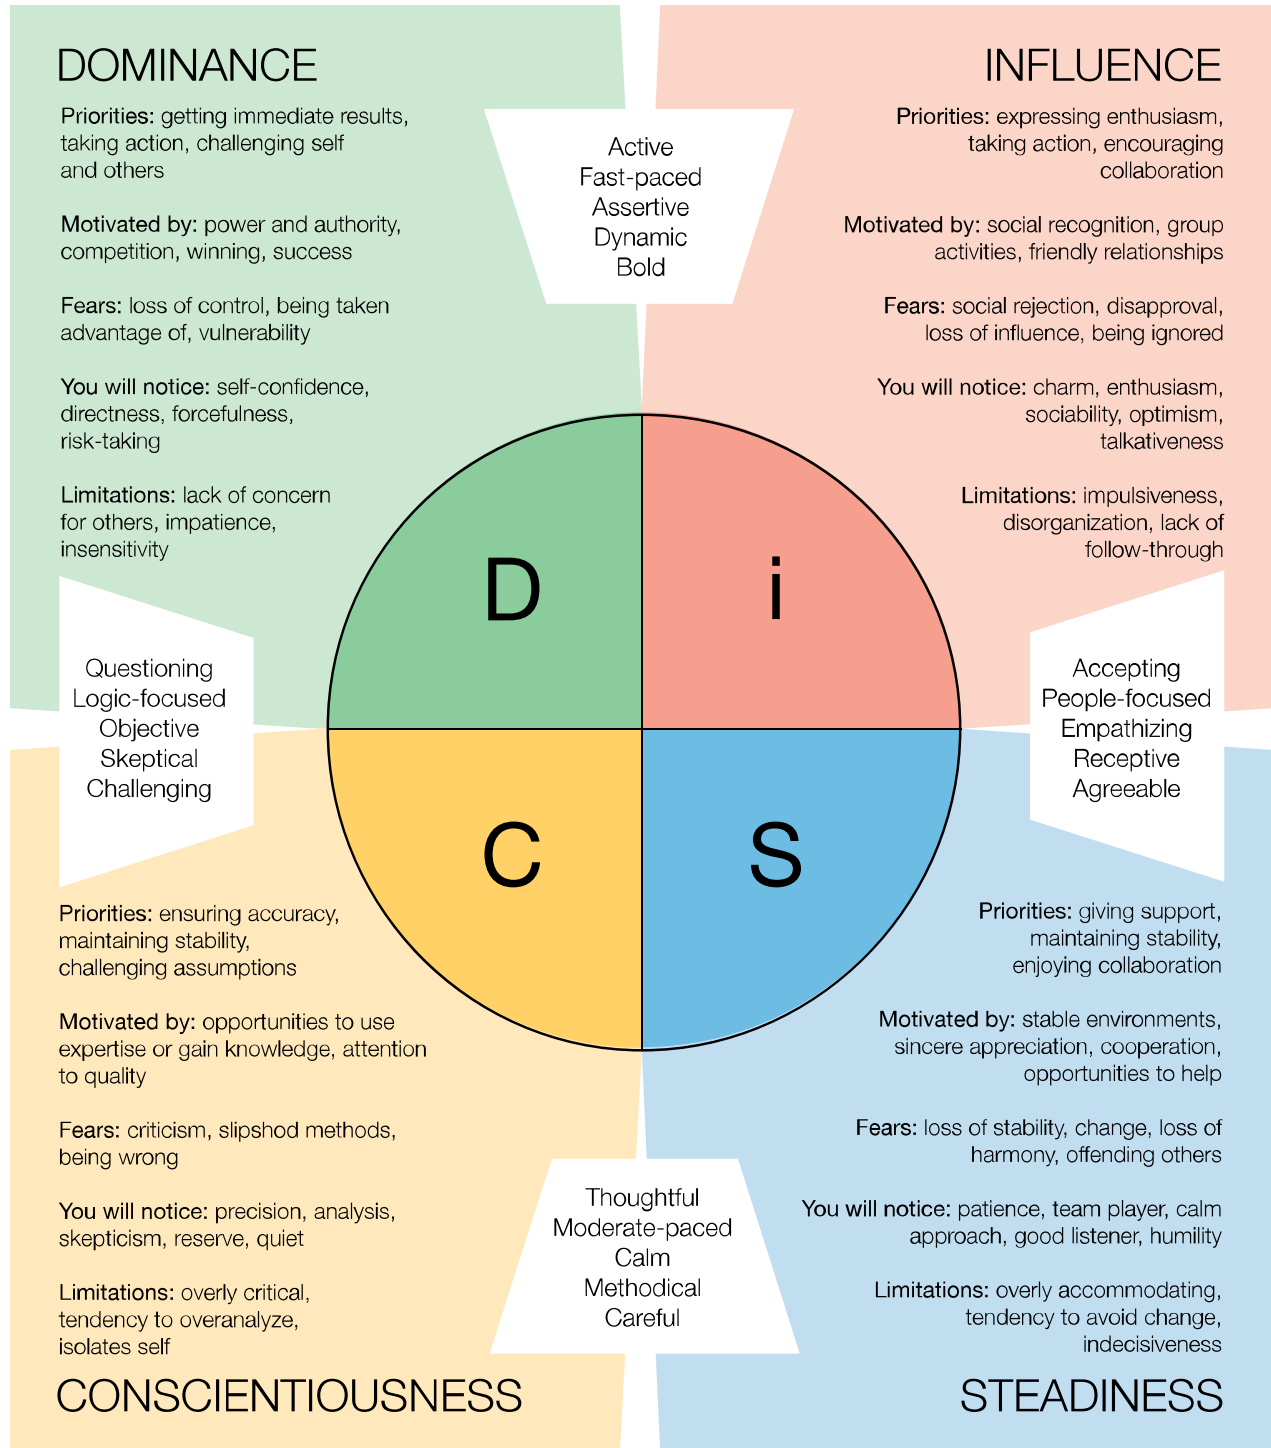 DOMINANCE
Priorities: getting immediate results,
taking action, challenging self
and others
Motivated by: power and authority,
competition, winning, success
Fears: loss of control, being taken
advantage of, vulnerability
You will notice: self-confidence,
directness, forcefulness,
risk-taking
Limitations: lack of concern
for others, impatience,
insensitivity
Active
Fast-paced
Assertive
Dynamic
Bold
INFLUENCE
Priorities: expressing enthusiasm,
taking action, encouraging
collaboration
Motivated by: social recognition, group
activities, friendly relationships
Fears: social rejection, disapproval,
loss of influence, being ignored
You will notice: charm, enthusiasm,
sociability, optimism,
talkativeness
Limitations: impulsiveness,
disorganization, lack of
follow-through
D
i
Questioning
Logic-focused
Objective
Skeptical
Challenging
Accepting
People-focused
Empathizing
Receptive
Agreeable
C
S
Priorities: ensuring accuracy,
maintaining stability,
challenging assumptions
Motivated by: opportunities to use
expertise or gain knowledge, attention
to quality
Fears: criticism, slipshod methods,
being wrong
You will notice: precision, analysis,
skepticism, reserve, quiet
Limitations: overly critical,
tendency to overanalyze,
isolates self
CONSCIENTIOUSNESS
Thoughtful
Moderate-paced
Calm
Methodical
Careful
Priorities: giving support,
maintaining stability,
enjoying collaboration
Motivated by: stable environments,
sincere appreciation, cooperation,
opportunities to help
Fears: loss of stability, change, loss of
harmony, offending others
You will notice: patience, team player, calm
approach, good listener, humility
Limitations: overly accommodating,
tendency to avoid change,
indecisiveness
STEADINESS